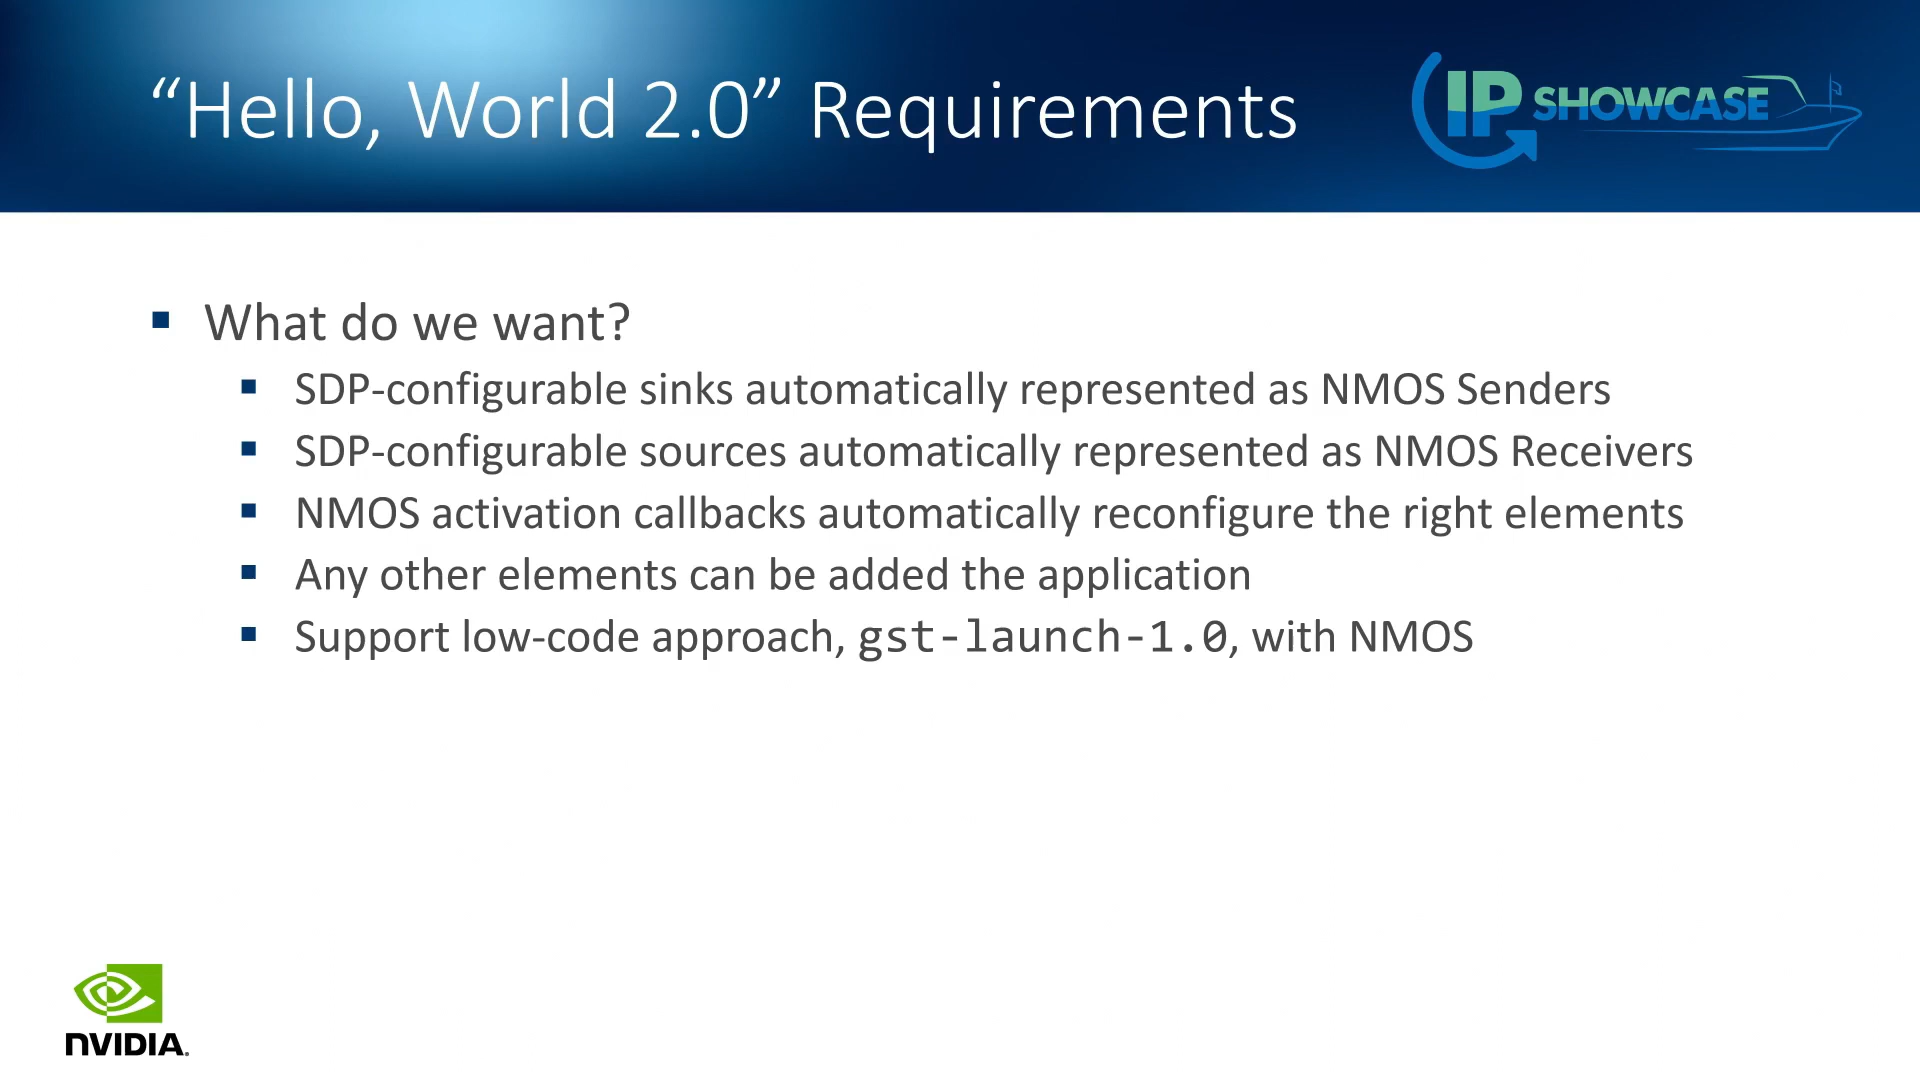 “Hello, World 2.0” Requirements
IP SHOWCASE
What do we want?
SDP-configurable sinks automatically represented as NMOS Senders
SDP-configurable sources automatically represented as NMOS Receivers
NMOS activation callbacks automatically reconfigure the right elements
Any other elements can be added the application
Support low-code approach, gst-launch-1.0, with NMOS
NVIDIA.